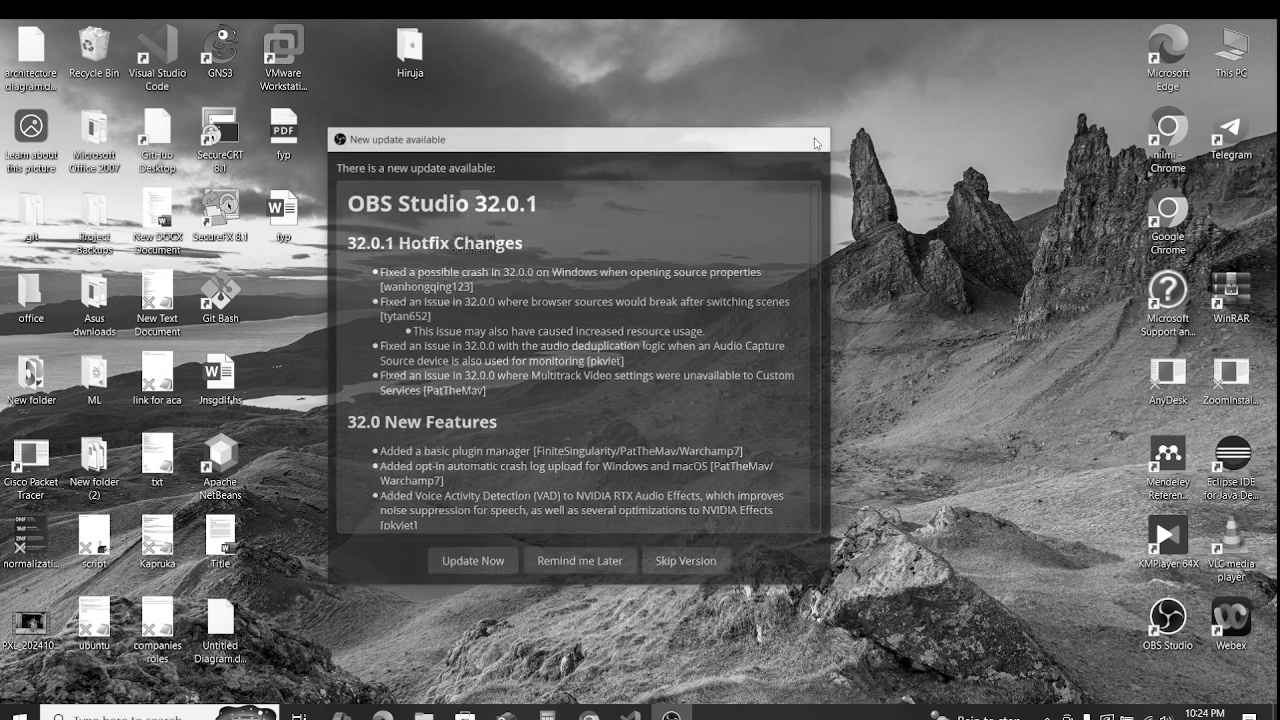 architecture
diagram.d...
Recycle Bin
Visual Studio
Code
GNS3
VMware
Workstati...
Hiruja
Microsoft
Edge
This PC
Learn about
this picture
Microsoft
Office 2007
GitHub
Desktop
SecureCRT
8.1
PDF
fyp
nilmi -
Chrome
Telegram
.git
Project
Backups
New DOCX
Document
SecureFX 8.1
fyp
Google
Chrome
office
Asus
dwnloads
New Text
Document
Git Bash
Microsoft
Support an...
WinRAR
New folder
ML
link for aca
AnyDesk
ZoomInstal...
Cisco Packet
Tracer
New folder
(2)
txt
Apache
NetBeans
Mendeley
Referen...
Eclipse IDE
for Java De...
normalizati...
script
Kapruka
Title
KMPlayer 64X
VLC media
player
PXL_202410...
ubuntu
companies
roles
Untitled
Diagram.d...
OBS Studio
Webex
New update available
There is a new update available:
OBS Studio 32.0.1
32.0.1 Hotfix Changes
•Fixed a possible crash in 32.0.0 on Windows when opening source properties
[wanhongqing123]
•Fixed an issue in 32.0.0 where browser sources would break after switching scenes
[tytan652]
•This issue may also have caused increased resource usage.
•Fixed an issue in 32.0.0 with the audio deduplication logic when an Audio Capture
Source device is also used for monitoring [pkviet]
•Fixed an issue in 32.0.0 where Multitrack Video settings were unavailable to Custom
Services [PatTheMav]
32.0 New Features
•Added a basic plugin manager [FiniteSingularity/PatTheMav/Warchamp7]
•Added opt-in automatic crash log upload for Windows and macOS [PatTheMav/
Warchamp7]
•Added Voice Activity Detection (VAD) to NVIDIA RTX Audio Effects, which improves
noise suppression for speech, as well as several optimizations to NVIDIA Effects
[pkviet]
Update Now
Remind me Later
Skip Version
Type here to search
Rain to stop
10:24 PM